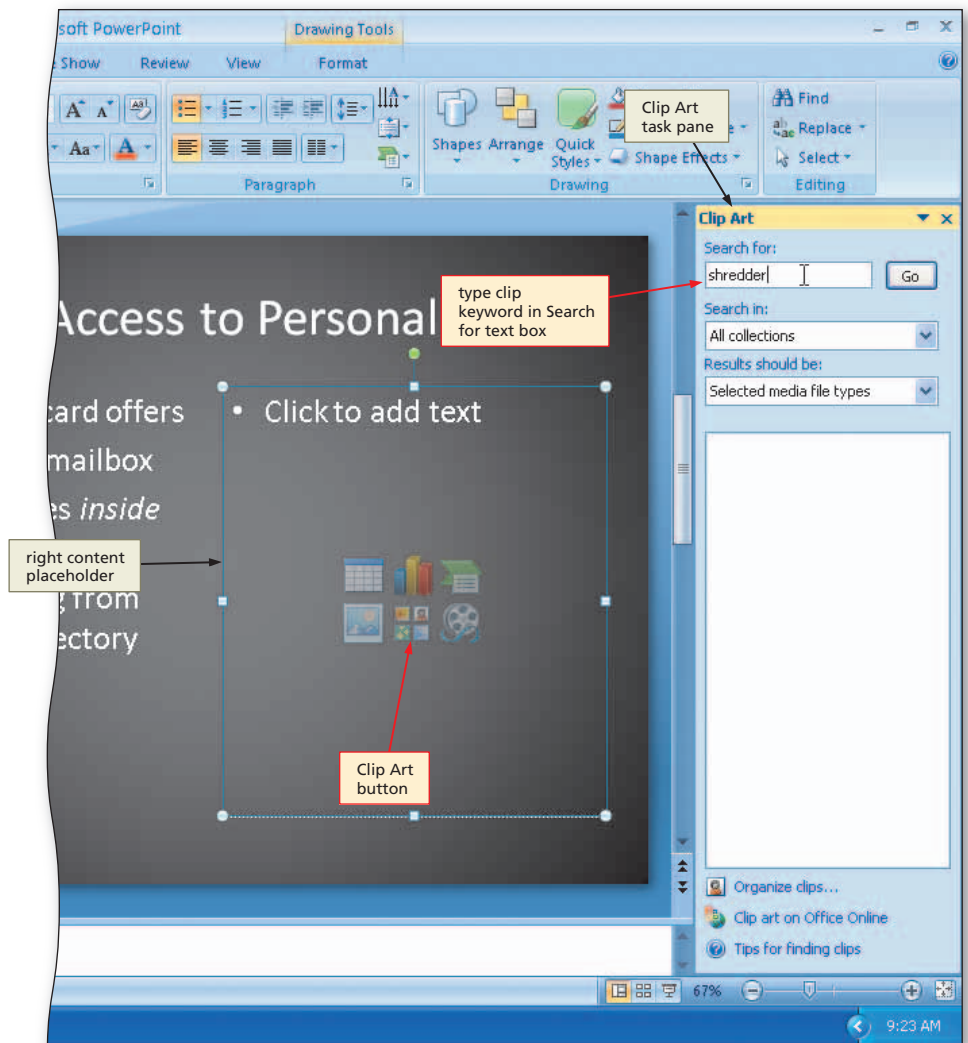 soft PowerPoint
Drawing Tools
Show
Review
View
Format
A
A
Aa
A
Paragraph
Shapes
Arrange
Quick
Styles
Shape Effects
Drawing
Find
Replace
Select
Editing
Clip Art
task pane
Clip Art
Search for:
shredder
Go
Search in:
All collections
Results should be:
Selected media file types
type clip
keyword in Search
for text box
Access to Personal
card offers
mailbox
es inside
from
ectory
• Click to add text
right content
placeholder
Clip Art
button
Organize clips...
Clip art on Office Online
Tips for finding clips
67%
9:23 AM